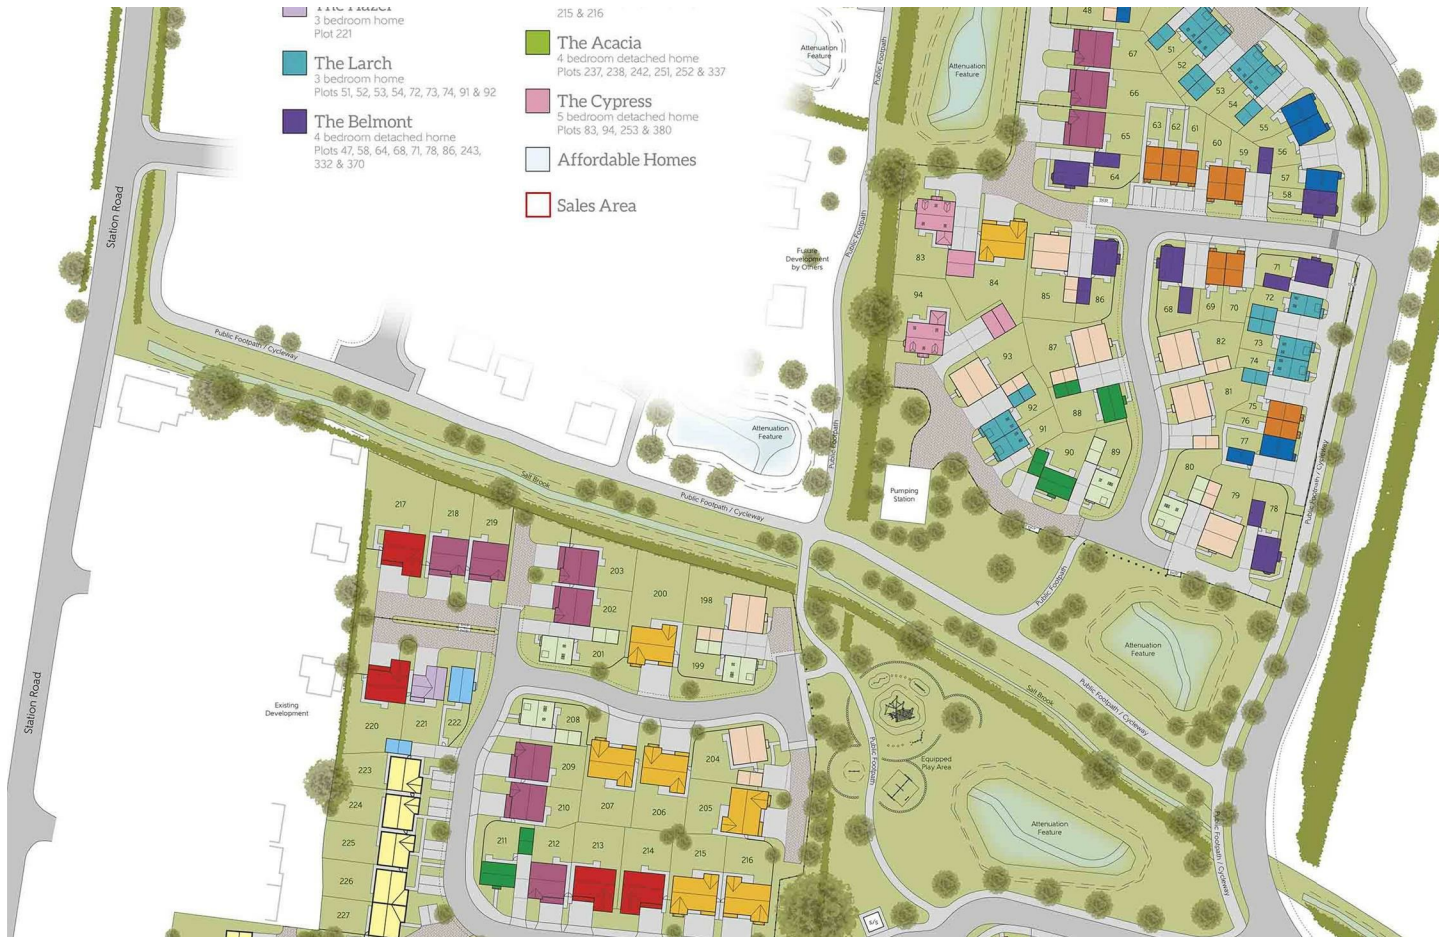 The Hazel
3 bedroom home
Plot 221
The Larch
3 bedroom home
Plots 51, 52, 53, 54, 72, 73, 74, 91 & 92
The Belmont
4 bedroom detached home
Plots 47, 58, 64, 68, 71, 78, 86, 243,
332 & 370
215 & 216
The Acacia
4 bedroom detached home
Plots 237, 238, 242, 251, 252 & 337
The Cypress
5 bedroom detached home
Plots 83, 94, 253 & 380
Affordable Homes
Sales Area
Station Road
Station Road
Public Footpath / Cycleway
Salt Brook
Public Footpath / Cycleway
Existing
Development
Attenuation
Feature
Attenuation
Feature
Future
Development
by Others
Public Footpath
Public Footpath
Public Footpath
Attenuation
Feature
Pumping
Station
48
67
66
65
64
63
62
61
60
59
51
52
53
54
55
56
57
58
83
84
85
86
94
93
87
92
91
88
90
89
68
69
70
71
72
73
74
82
81
75
76
77
80
79
78
Public Footpath / Cycleway
Public Footpath
Attenuation
Feature
Salt Brook
Public Footpath / Cycleway
Public Footpath
Equipped
Play Area
Attenuation
Feature
Public Footpath / Cycleway
S/S
217
218
219
203
202
201
200
198
199
220
221
222
208
209
210
207
206
204
205
211
212
213
214
215
216
223
224
225
226
227